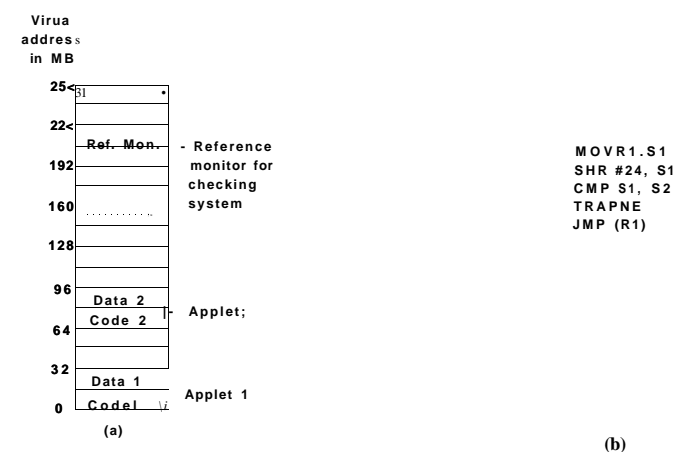 Virua
address
in MB
25<
31
22<
Ref. Mon.
- Reference
monitor for
checking
system
192
160
128
96
Data 2
Code 2
|- Applet;
64
32
Data 1
Applet 1
0
CodeI \i
(a)
MOVR1.S1
SHR #24, S1
CMP S1, S2
TRAPNE
JMP (R1)
(b)